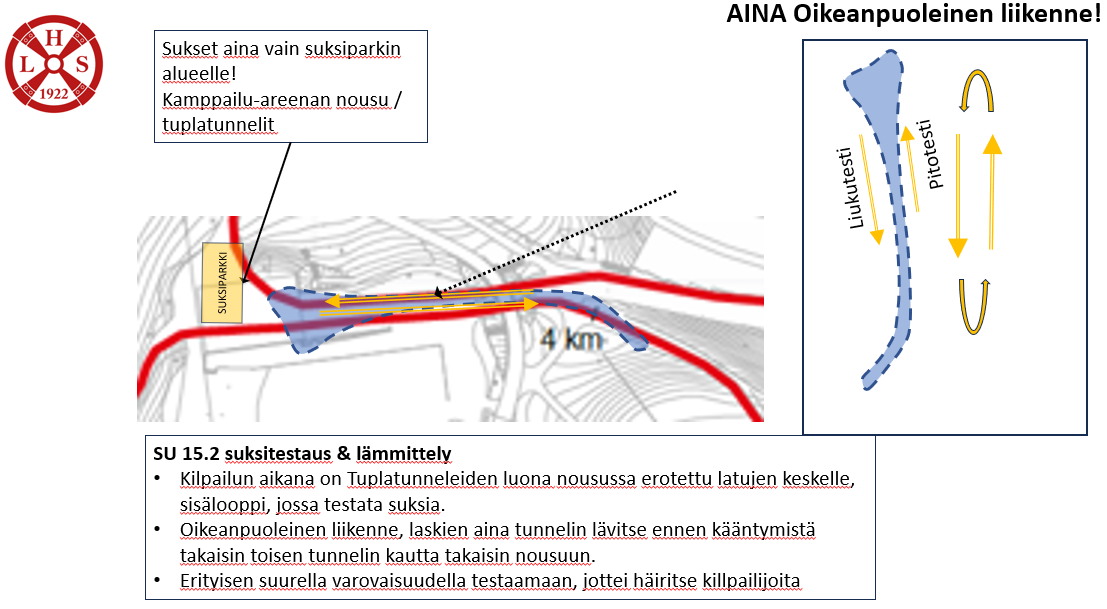 AINA Oikeanpuoleinen liikenne!
H
L S
1922
Sukset aina vain suksiparkin
alueelle!
Kamppailu-areenan nousu /
tuplatunnelit
SUKSIPARKKI
4 km
Liukutesti
Pitotesti
SU 15.2 suksitestaus & lämmittely
• Kilpailun aikana on Tuplatunneleiden luona nousussa erotettu latujen keskelle,
sisälooppi, jossa testata suksia.
• Oikeanpuoleinen liikenne, laskien aina tunnelin lävitse ennen kääntymistä
takaisin toisen tunnelin kautta takaisin nousuun.
• Erityisen suurella varovaisuudella testaamaan, jottei häiritse killpailijoita